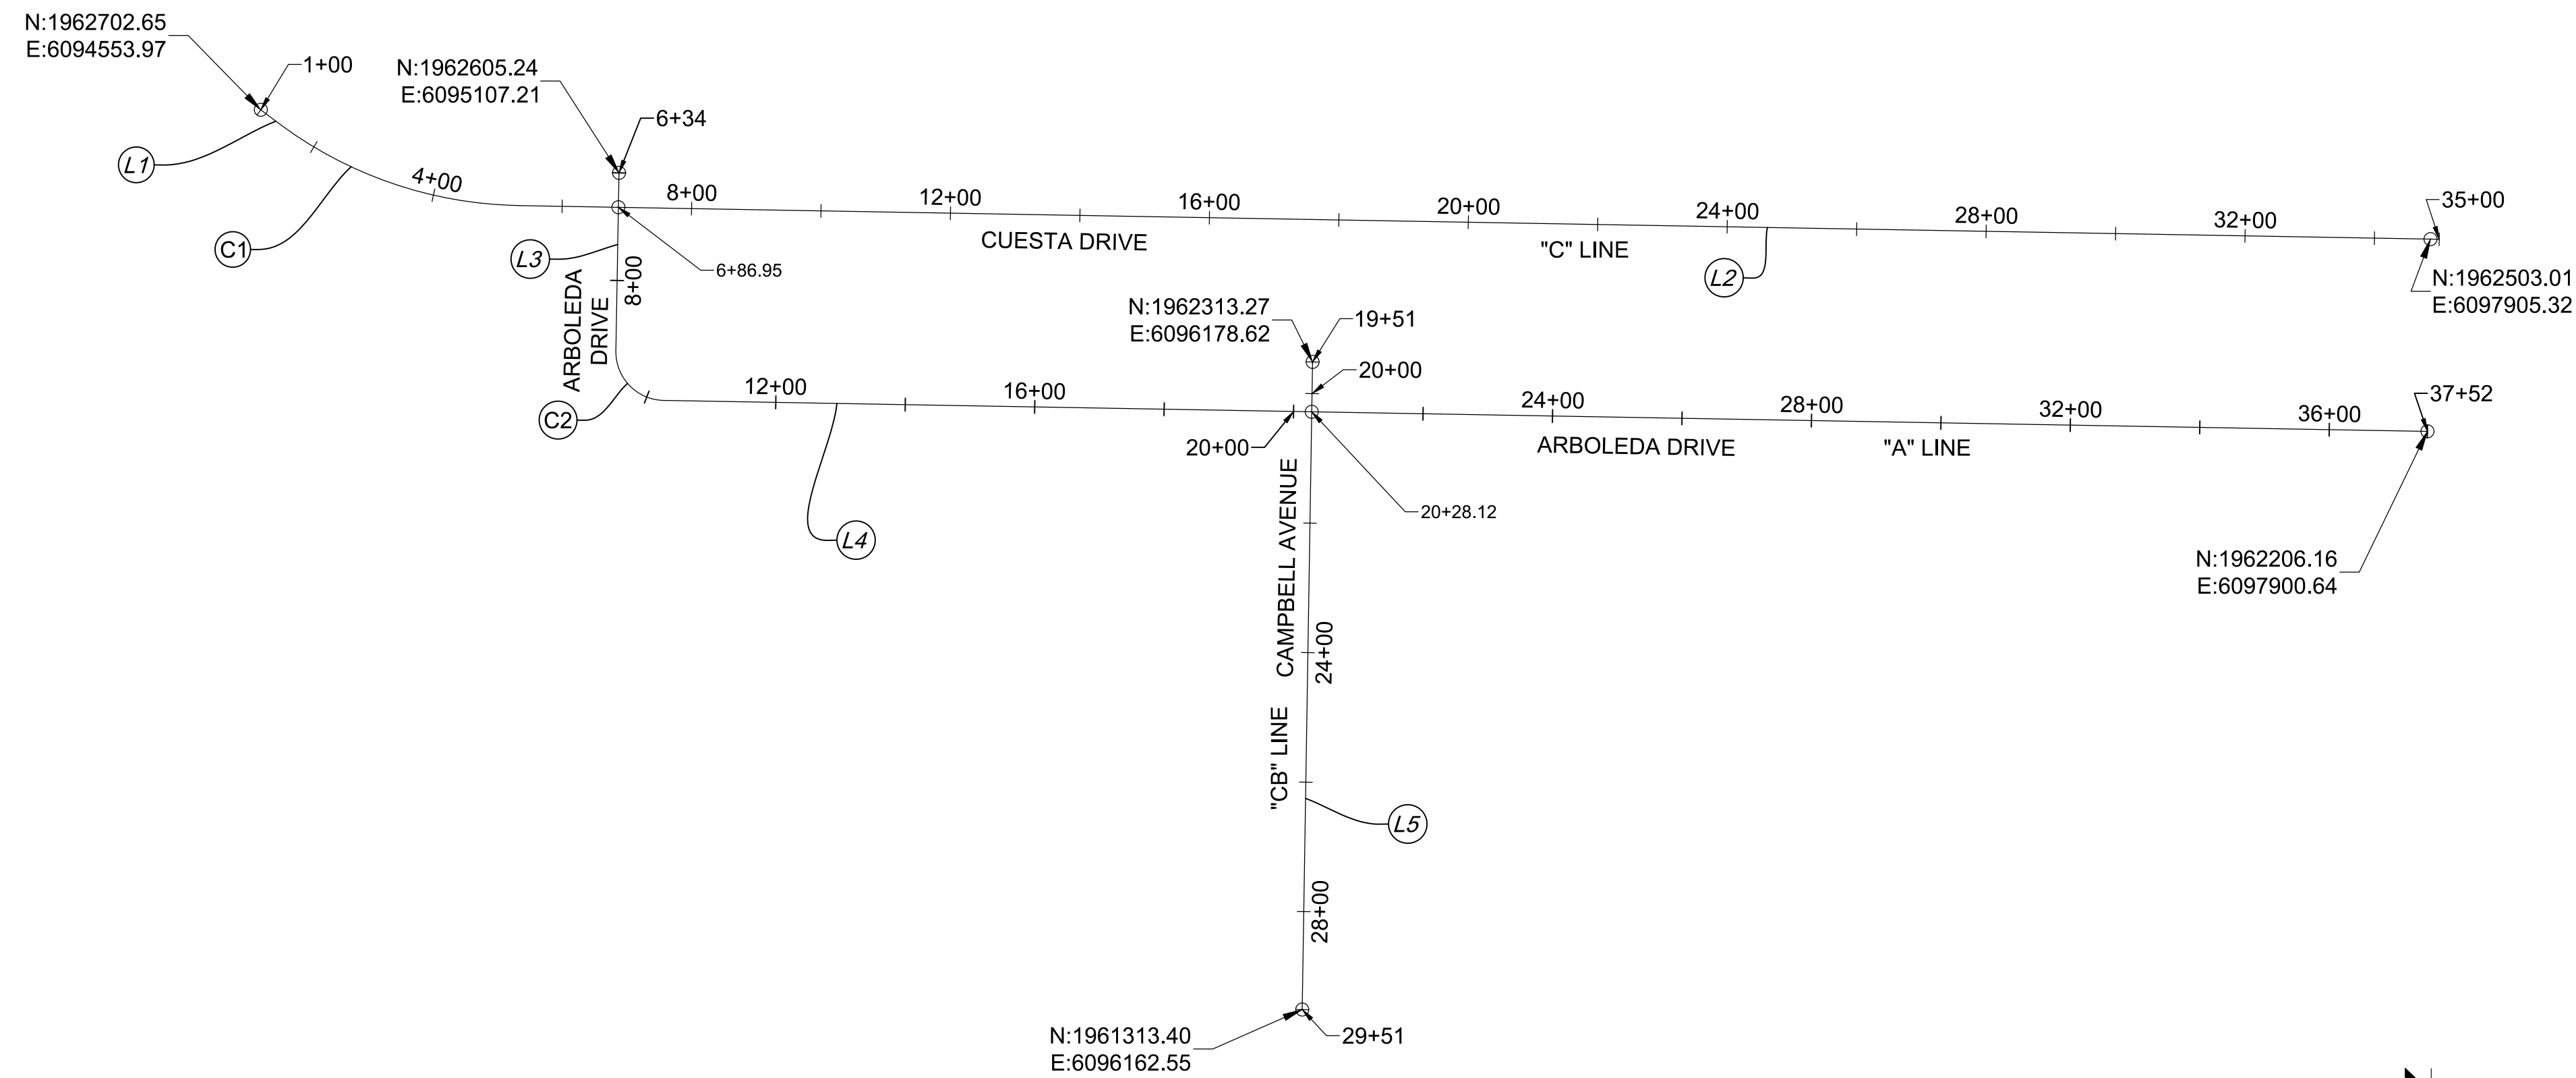 N:1962702.65
E:6094553.97
1+00
N:1962605.24
E:6095107.21
6+34
L1
4+00
8+00
12+00
16+00
20+00
24+00
28+00
32+00
35+00
C1
L3
CUESTA DRIVE
"C" LINE
L2
6+86.95
8+00
ARBOLEDA
DRIVE
N:1962503.01
E:6097905.32
N:1962313.27
E:6096178.62
19+51
20+00
C2
12+00
16+00
24+00
28+00
32+00
36+00
37+52
20+00
ARBOLEDA DRIVE
"A" LINE
20+28.12
L4
CAMPBELL AVENUE
N:1962206.16
E:6097900.64
24+00
"CB" LINE
L5
28+00
N:1961313.40
E:6096162.55
29+51